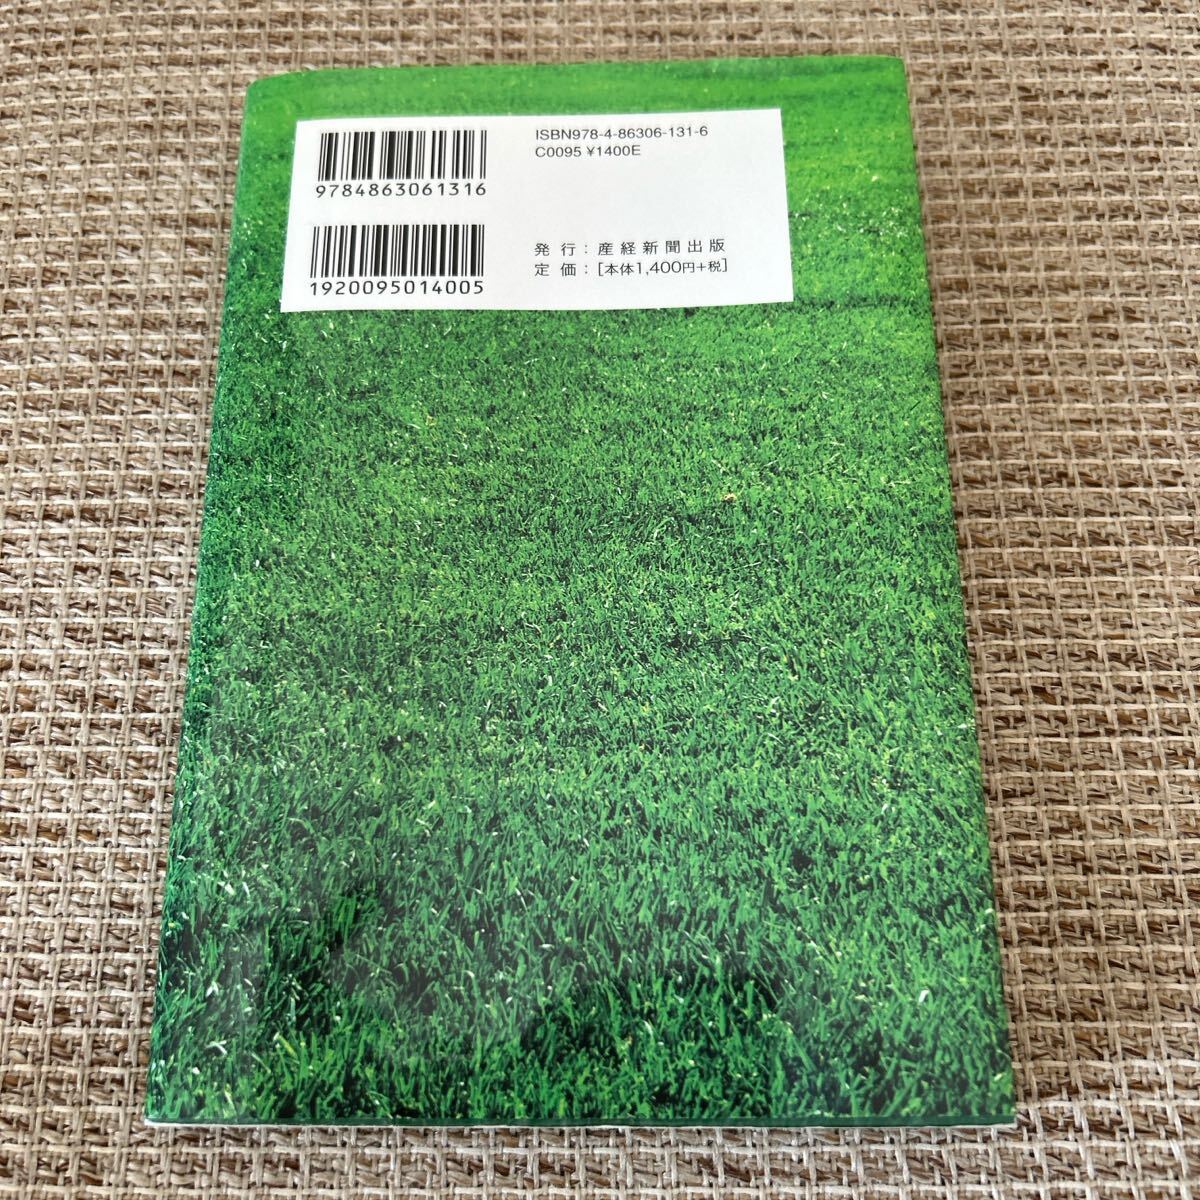 ISBN978-4-86306-131-6
C0095 ¥1400E
9784863061316
発行：産経新聞出版
定価：[本体1,400円+税]
1920095014005